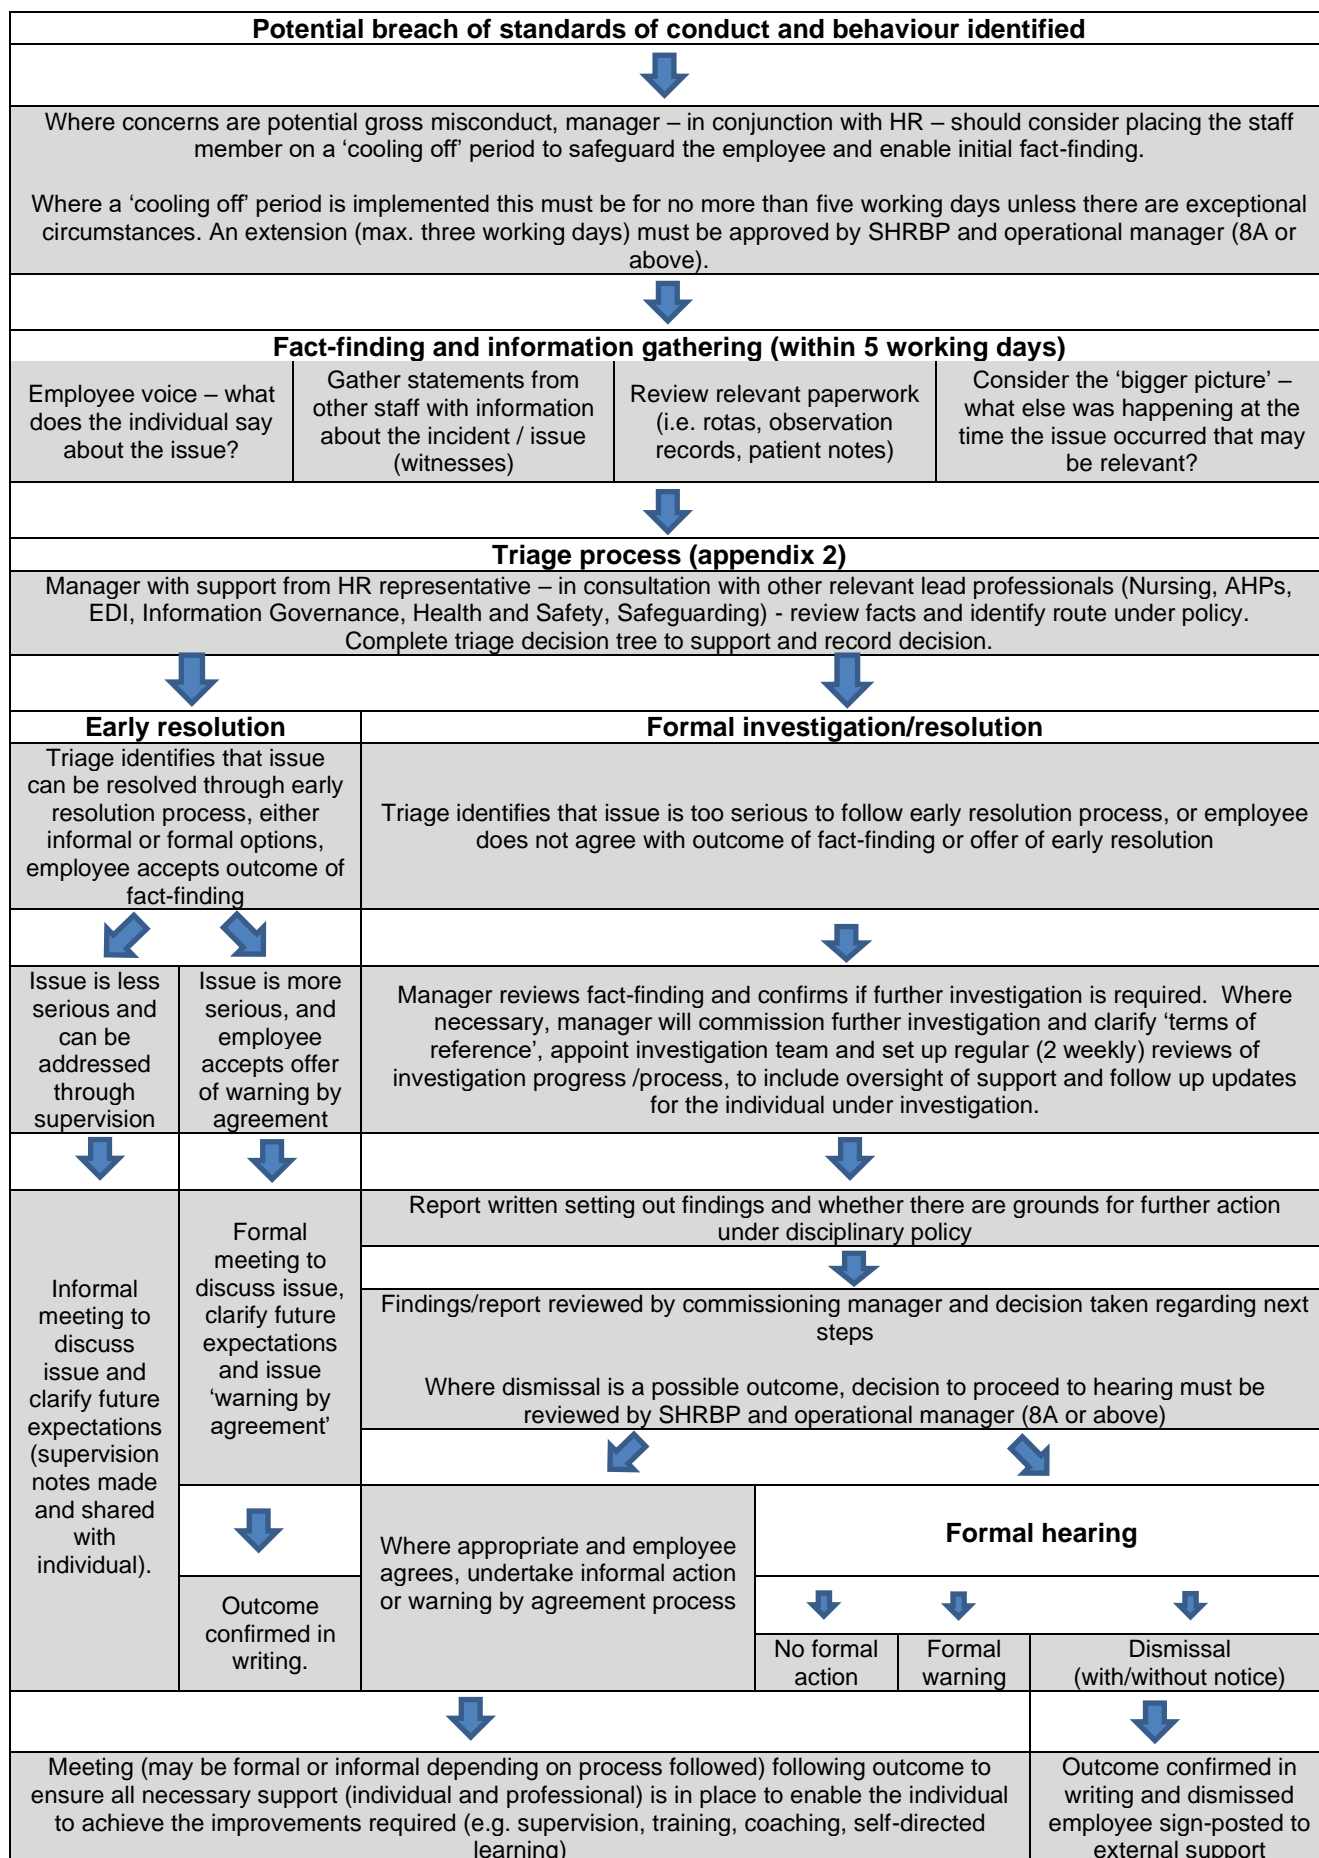 Potential breach of standards of conduct and behaviour identified
Where concerns are potential gross misconduct, manager – in conjunction with HR – should consider placing the staff
member on a ‘cooling off’ period to safeguard the employee and enable initial fact-finding.
Where a ‘cooling off’ period is implemented this must be for no more than five working days unless there are exceptional
circumstances. An extension (max. three working days) must be approved by SHRBP and operational manager (8A or
above).
Fact-finding and information gathering (within 5 working days)
Employee voice – what
does the individual say
about the issue?
Gather statements from
other staff with information
about the incident / issue
(witnesses)
Review relevant paperwork
(i.e. rotas, observation
records, patient notes)
Consider the ‘bigger picture’ –
what else was happening at the
time the issue occurred that may
be relevant?
Triage process (appendix 2)
Manager with support from HR representative – in consultation with other relevant lead professionals (Nursing, AHPs,
EDI, Information Governance, Health and Safety, Safeguarding) - review facts and identify route under policy.
Complete triage decision tree to support and record decision.
Early resolution
Formal investigation/resolution
Triage identifies that issue
can be resolved through early
resolution process, either
informal or formal options,
employee accepts outcome of
fact-finding
Triage identifies that issue is too serious to follow early resolution process, or employee
does not agree with outcome of fact-finding or offer of early resolution
Issue is less
serious and
can be
addressed
through
supervision
Issue is more
serious, and
employee
accepts offer
of warning by
agreement
Manager reviews fact-finding and confirms if further investigation is required.  Where
necessary, manager will commission further investigation and clarify ‘terms of
reference’, appoint investigation team and set up regular (2 weekly) reviews of
investigation progress /process, to include oversight of support and follow up updates
for the individual under investigation.
Informal
meeting to
discuss
issue and
clarify future
expectations
(supervision
notes made
and shared
with
individual).
Formal
meeting to
discuss issue,
clarify future
expectations
and issue
‘warning by
agreement’
Outcome
confirmed in
writing.
Report written setting out findings and whether there are grounds for further action
under disciplinary policy
Findings/report reviewed by commissioning manager and decision taken regarding next
steps
Where dismissal is a possible outcome, decision to proceed to hearing must be
reviewed by SHRBP and operational manager (8A or above)
Where appropriate and employee
agrees, undertake informal action
or warning by agreement process
Formal hearing
No formal
action
Formal
warning
Dismissal
(with/without notice)
Meeting (may be formal or informal depending on process followed) following outcome to
ensure all necessary support (individual and professional) is in place to enable the individual
to achieve the improvements required (e.g. supervision, training, coaching, self-directed
learning)
Outcome confirmed in
writing and dismissed
employee sign-posted to
external support